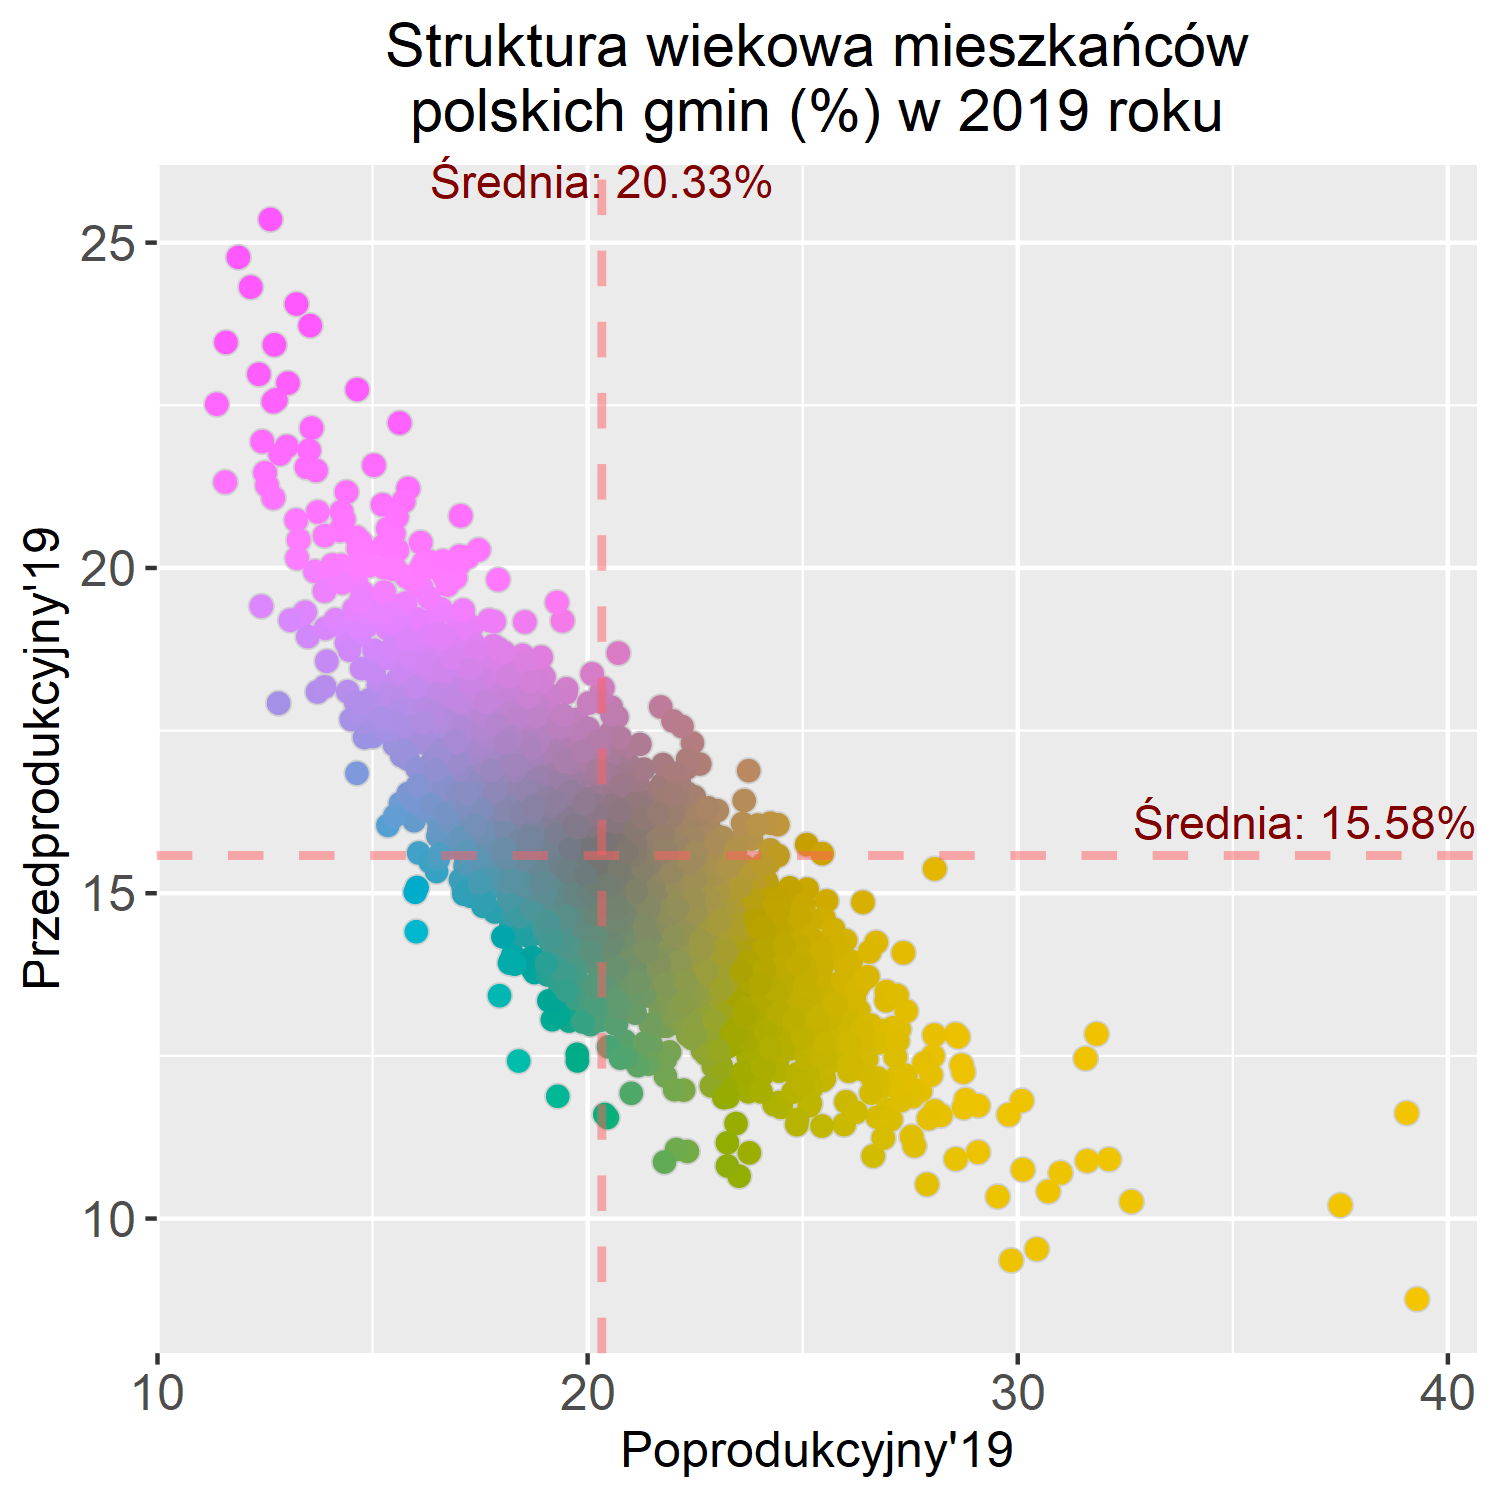 Struktura wiekowa mieszkańców
polskich gmin (%) w 2019 roku
Średnia: 20.33%
25
20
15
10
Średnia: 15.58%
Przedprodukcyjny'19
10
20
30
40
Poprodukcyjny'19